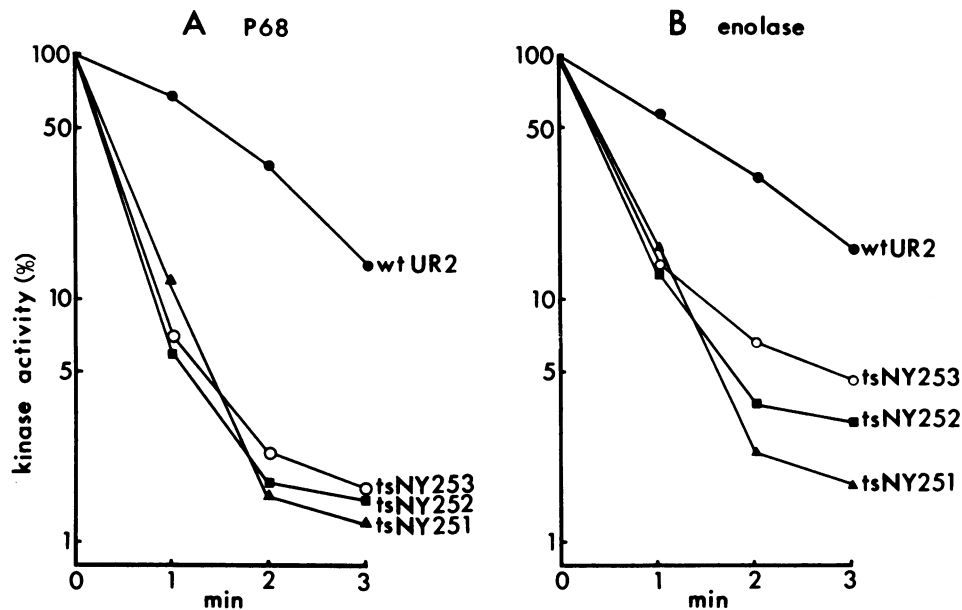 A P68
100
50
10
5
1
kinase activity (%)
0 1 2 3
min
wtUR2
tsNY253
tsNY252
tsNY251
B enolase
100
50
10
5
1
0 1 2 3
min
wtUR2
tsNY253
tsNY252
tsNY251